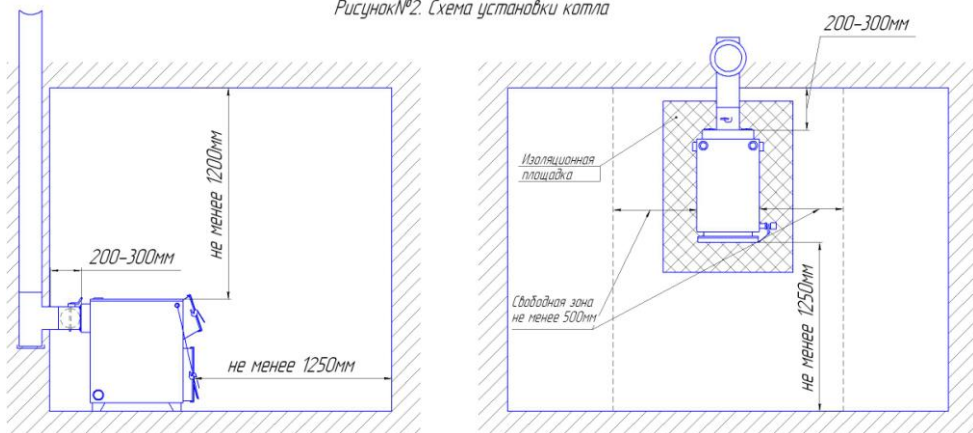 Рисунок№2. Схема установки котла
200-300мм
не менее 1200мм
200-300мм
не менее 1250мм
Изоляционная
площадка
Свободная зона
не менее 500мм
не менее 1250мм